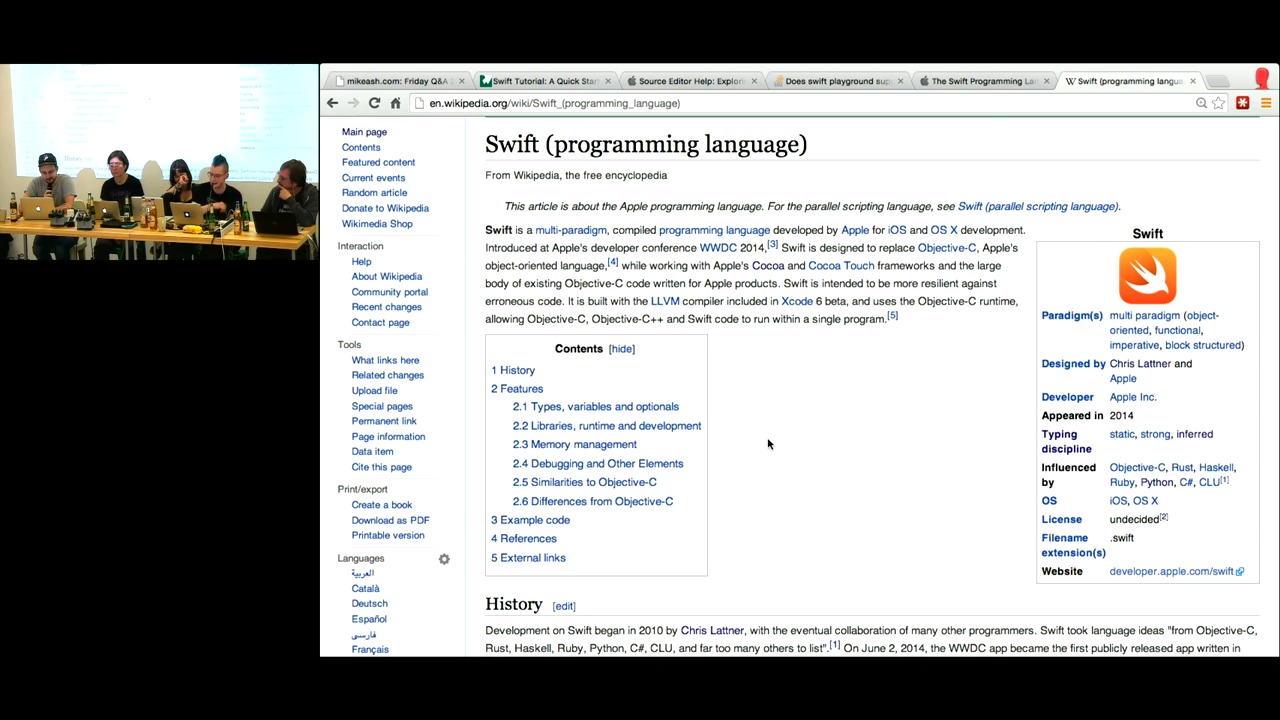 mikeash.com: Friday Q&A
Swift Tutorial: A Quick Star
Source Editor Help: Explor
Does swift playground supp
The Swift Programming La
Swift (programming langua
en.wikipedia.org/wiki/Swift_(programming_language)
Main page
Contents
Featured content
Current events
Random article
Donate to Wikipedia
Wikimedia Shop
Interaction
Help
About Wikipedia
Community portal
Recent changes
Contact page
Tools
What links here
Related changes
Upload file
Special pages
Permanent link
Page information
Data item
Cite this page
Print/export
Create a book
Download as PDF
Printable version
Languages
العربية
Català
Deutsch
Español
فارسی
Français
Swift (programming language)
From Wikipedia, the free encyclopedia
This article is about the Apple programming language. For the parallel scripting language, see Swift (parallel scripting language).
Swift is a multi-paradigm, compiled programming language developed by Apple for iOS and OS X development.
Introduced at Apple's developer conference WWDC 2014,[3] Swift is designed to replace Objective-C, Apple's
object-oriented language,[4] while working with Apple's Cocoa and Cocoa Touch frameworks and the large
body of existing Objective-C code written for Apple products. Swift is intended to be more resilient against
erroneous code. It is built with the LLVM compiler included in Xcode 6 beta, and uses the Objective-C runtime,
allowing Objective-C, Objective-C++ and Swift code to run within a single program.[5]
Contents [hide]
1 History
2 Features
2.1 Types, variables and optionals
2.2 Libraries, runtime and development
2.3 Memory management
2.4 Debugging and Other Elements
2.5 Similarities to Objective-C
2.6 Differences from Objective-C
3 Example code
4 References
5 External links
Swift
Paradigm(s) multi paradigm (object-
oriented, functional,
imperative, block structured)
Designed by Chris Lattner and
Apple
Developer Apple Inc.
Appeared in 2014
Typing static, strong, inferred
discipline
Influenced Objective-C, Rust, Haskell,
by Ruby, Python, C#, CLU[1]
OS iOS, OS X
License undecided[2]
Filename .swift
extension(s)
Website developer.apple.com/swift
History [edit]
Development on Swift began in 2010 by Chris Lattner, with the eventual collaboration of many other programmers. Swift took language ideas "from Objective-C,
Rust, Haskell, Ruby, Python, C#, CLU, and far too many others to list".[1] On June 2, 2014, the WWDC app became the first publicly released app written in